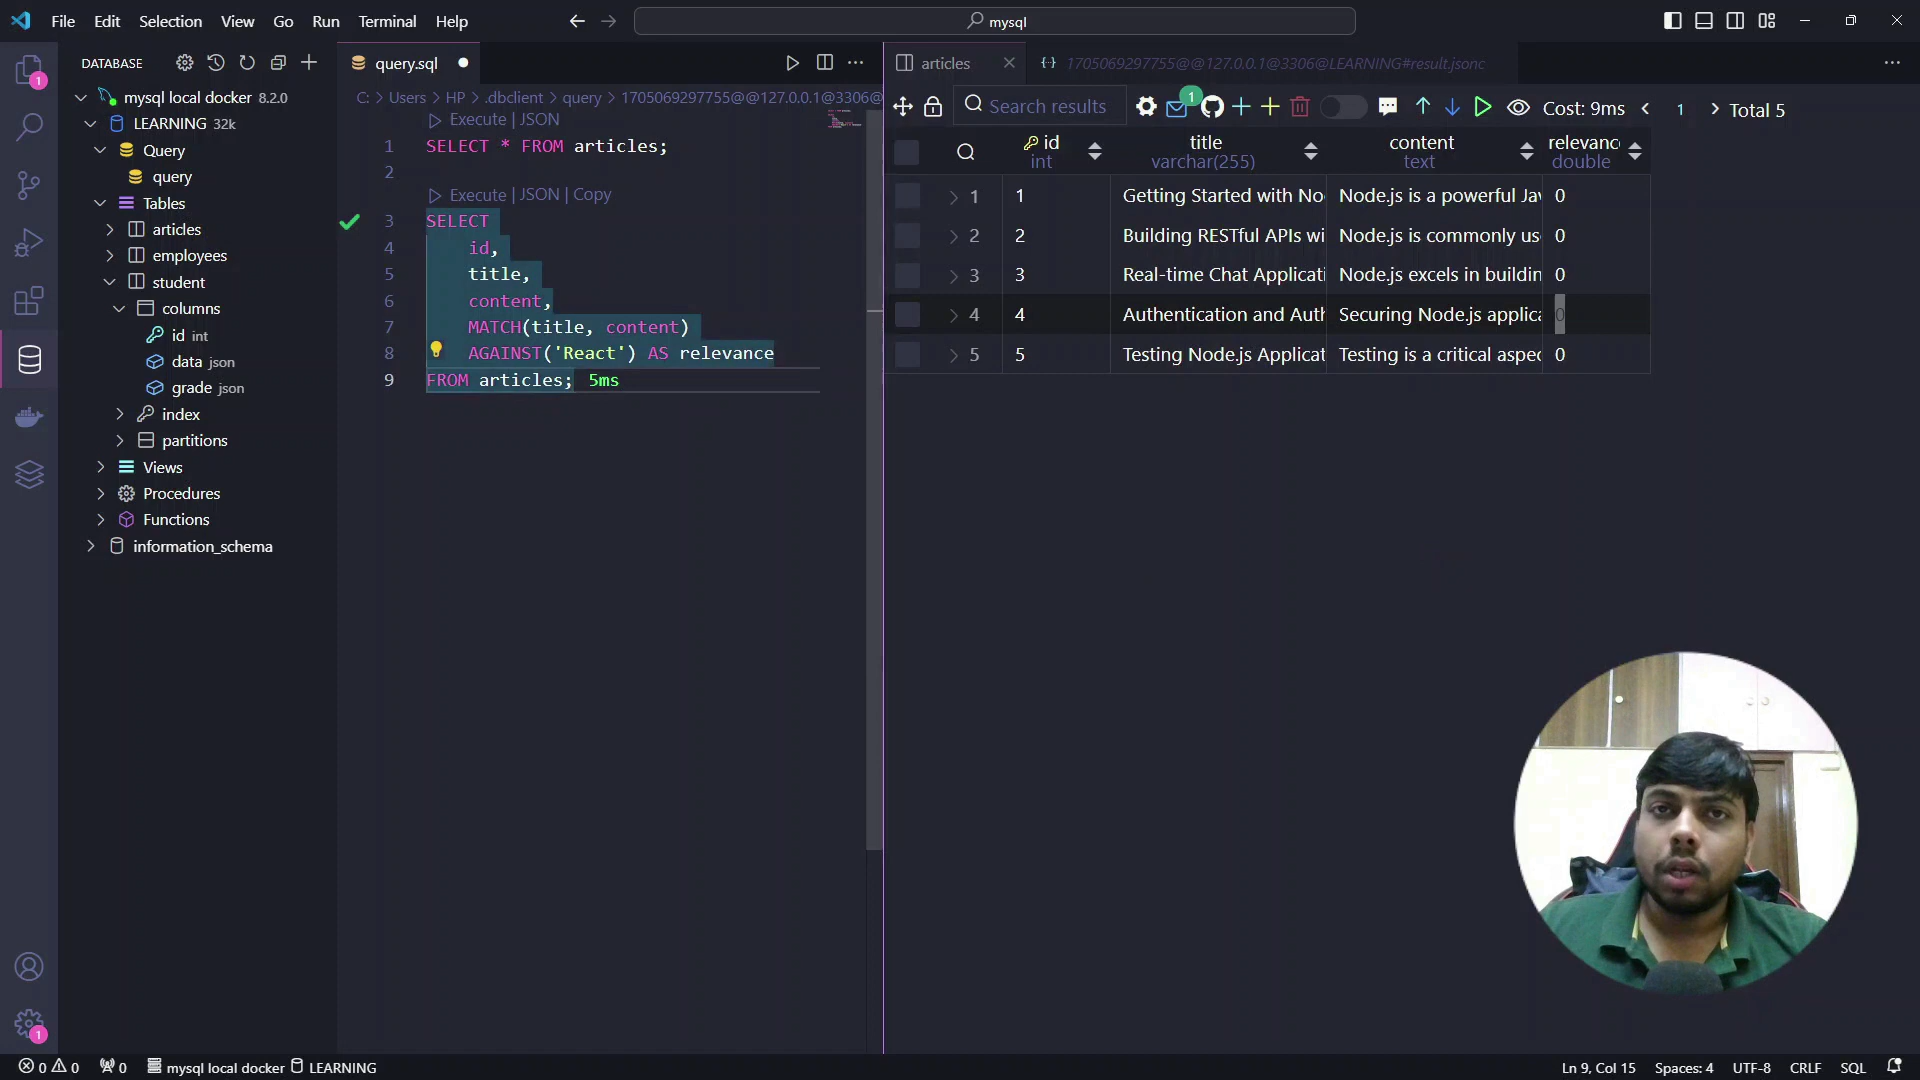 File Edit Selection View Go Run Terminal Help
mysql
DATABASE
query.sql
articles
1705069297755@@127.0.0.1@3306@LEARNING#result.jsonc
1
mysql local docker 8.2.0
LEARNING 32k
Query
query
Tables
articles
employees
student
columns
id int
data json
grade json
index
partitions
Views
Procedures
Functions
information_schema
C: > Users > HP > .dbclient > query > 1705069297755@@127.0.0.1@3306@
Execute | JSON
1 SELECT * FROM articles;
2
Execute | JSON | Copy
3 SELECT
4 id,
5 title,
6 content,
7 MATCH(title, content)
8 AGAINST('React') AS relevance
9 FROM articles; 5ms
Search results
1
Cost: 9ms
1
Total 5
id title content relevanc
int varchar(255) text double
1 1 Getting Started with No Node.js is a powerful Jav 0
2 2 Building RESTful APIs wi Node.js is commonly us 0
3 3 Real-time Chat Applicati Node.js excels in buildin 0
4 4 Authentication and Auth Securing Node.js applica 0
5 5 Testing Node.js Applicat Testing is a critical aspec 0
1
0 0 0 mysql local docker LEARNING
Ln 9, Col 15 Spaces: 4 UTF-8 CRLF SQL